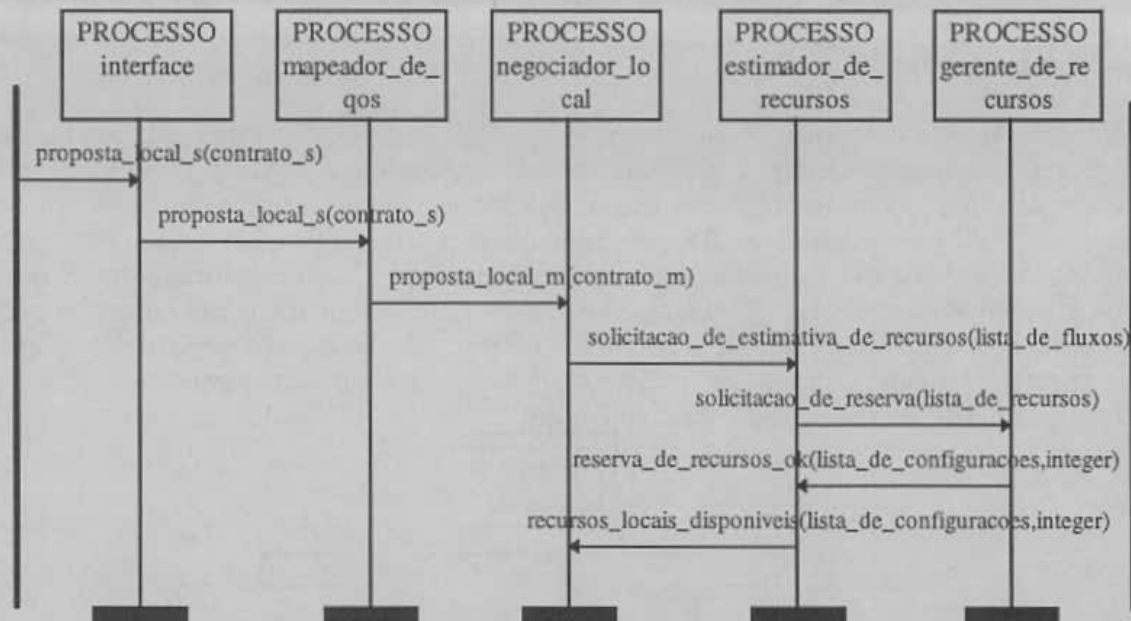 PROCESSO
interface
PROCESSO
mapeador_de_
qos
PROCESSO
negociador_lo
cal
PROCESSO
estimador_de_
recursos
PROCESSO
gerente_de_re
cursos
proposta_local_s(contrato_s)
proposta_local_s(contrato_s)
proposta_local_m(contrato_m)
solicitacao_de_estimativa_de_recursos(lista_de_fluxos)
solicitacao_de_reserva(lista_de_recursos)
reserva_de_recursos_ok(lista_de_configuracoes,integer)
recursos_locais_disponiveis(lista_de_configuracoes,integer)